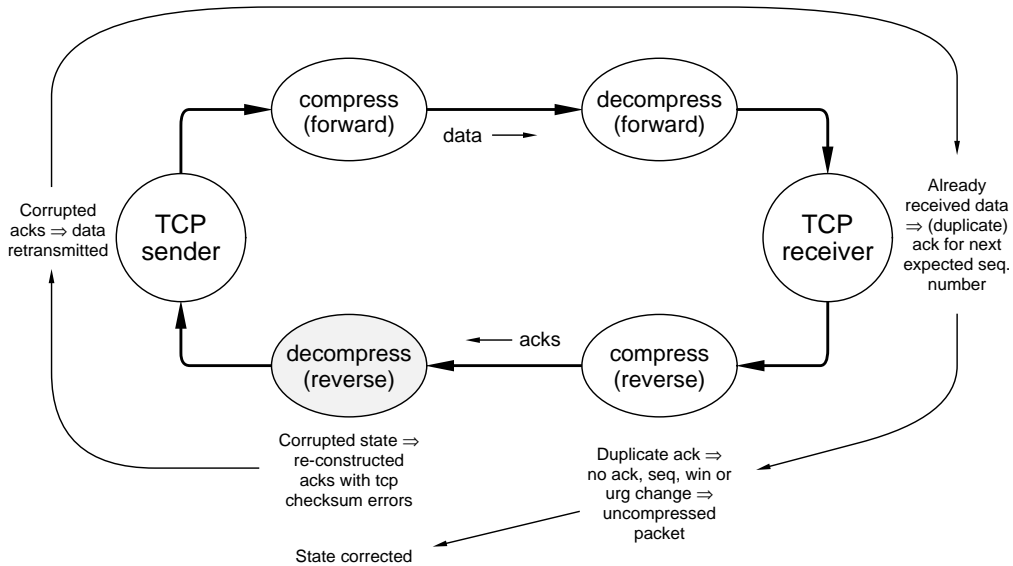 compress
(forward)
decompress
(forward)
data
Corrupted
acks ⇒ data
retransmitted
TCP
sender
TCP
receiver
Already
received data
⇒ (duplicate)
ack for next
expected seq.
number
decompress
(reverse)
acks
compress
(reverse)
Corrupted state ⇒
re-constructed
acks with tcp
checksum errors
Duplicate ack ⇒
no ack, seq, win or
urg change ⇒
uncompressed
packet
State corrected